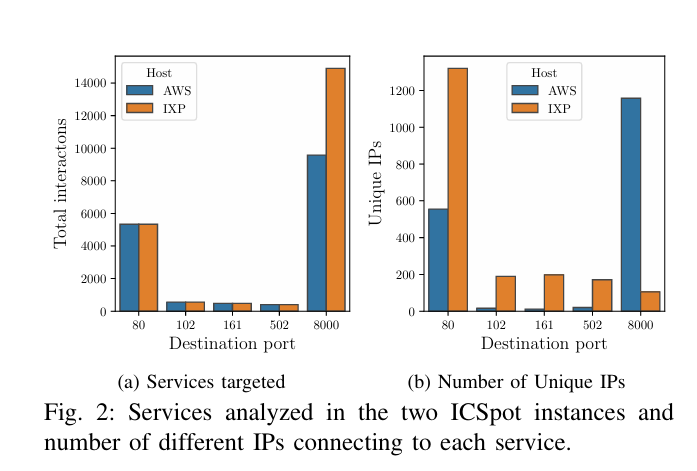 Host
AWS
IXP
14000
12000
10000
8000
6000
4000
2000
0
Total interactons
80 102 161 502 8000
Destination port
(a) Services targeted
Host
AWS
IXP
1200
1000
800
600
400
200
0
Unique IPs
80 102 161 502 8000
Destination port
(b) Number of Unique IPs
Fig. 2: Services analyzed in the two ICSpot instances and
number of different IPs connecting to each service.